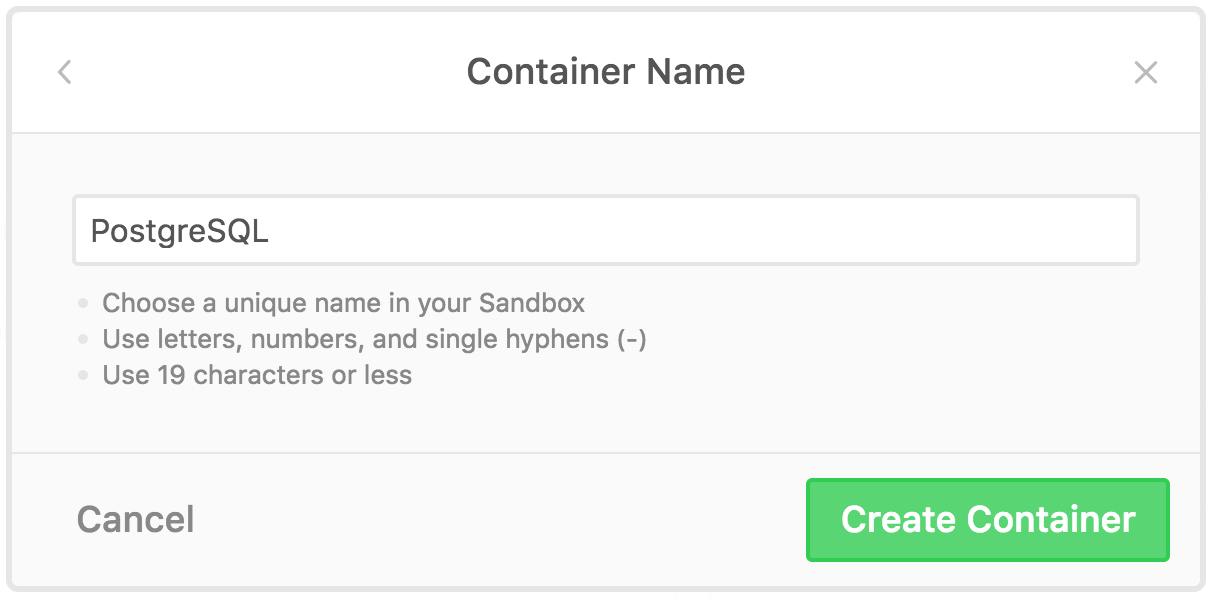 Container Name
PostgreSQL
Choose a unique name in your Sandbox
Use letters, numbers, and single hyphens (-)
Use 19 characters or less
Cancel
Create Container